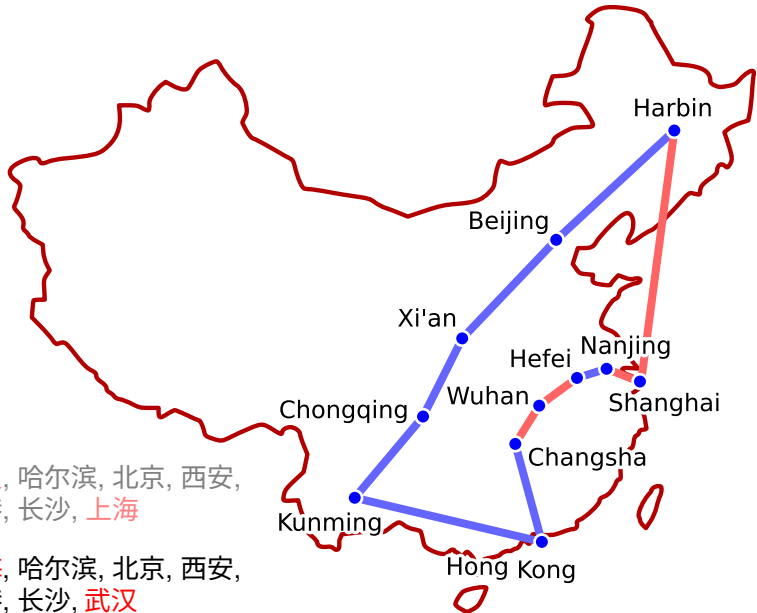 Harbin
Beijing
Xi'an
Nanjing
Hefei
Wuhan
Shanghai
Chongqing
Changsha
, 哈尔滨, 北京, 西安,
, 长沙, 上海
Kunming
, 哈尔滨, 北京, 西安,
Hong Kong
, 长沙, 武汉